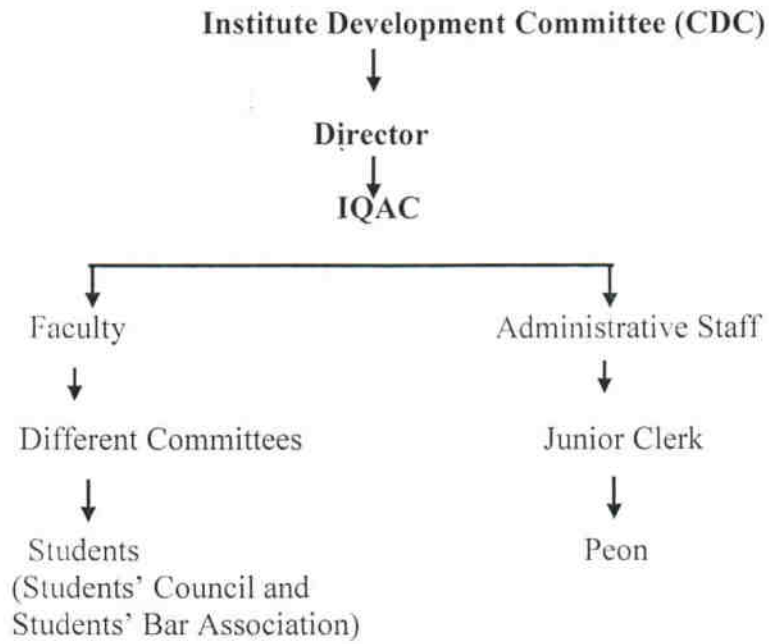 Institute Development Committee (CDC)
Director
IQAC
Faculty
Administrative Staff
Different Committees
Junior Clerk
Students
Peon
(Students' Council and
Students' Bar Association)